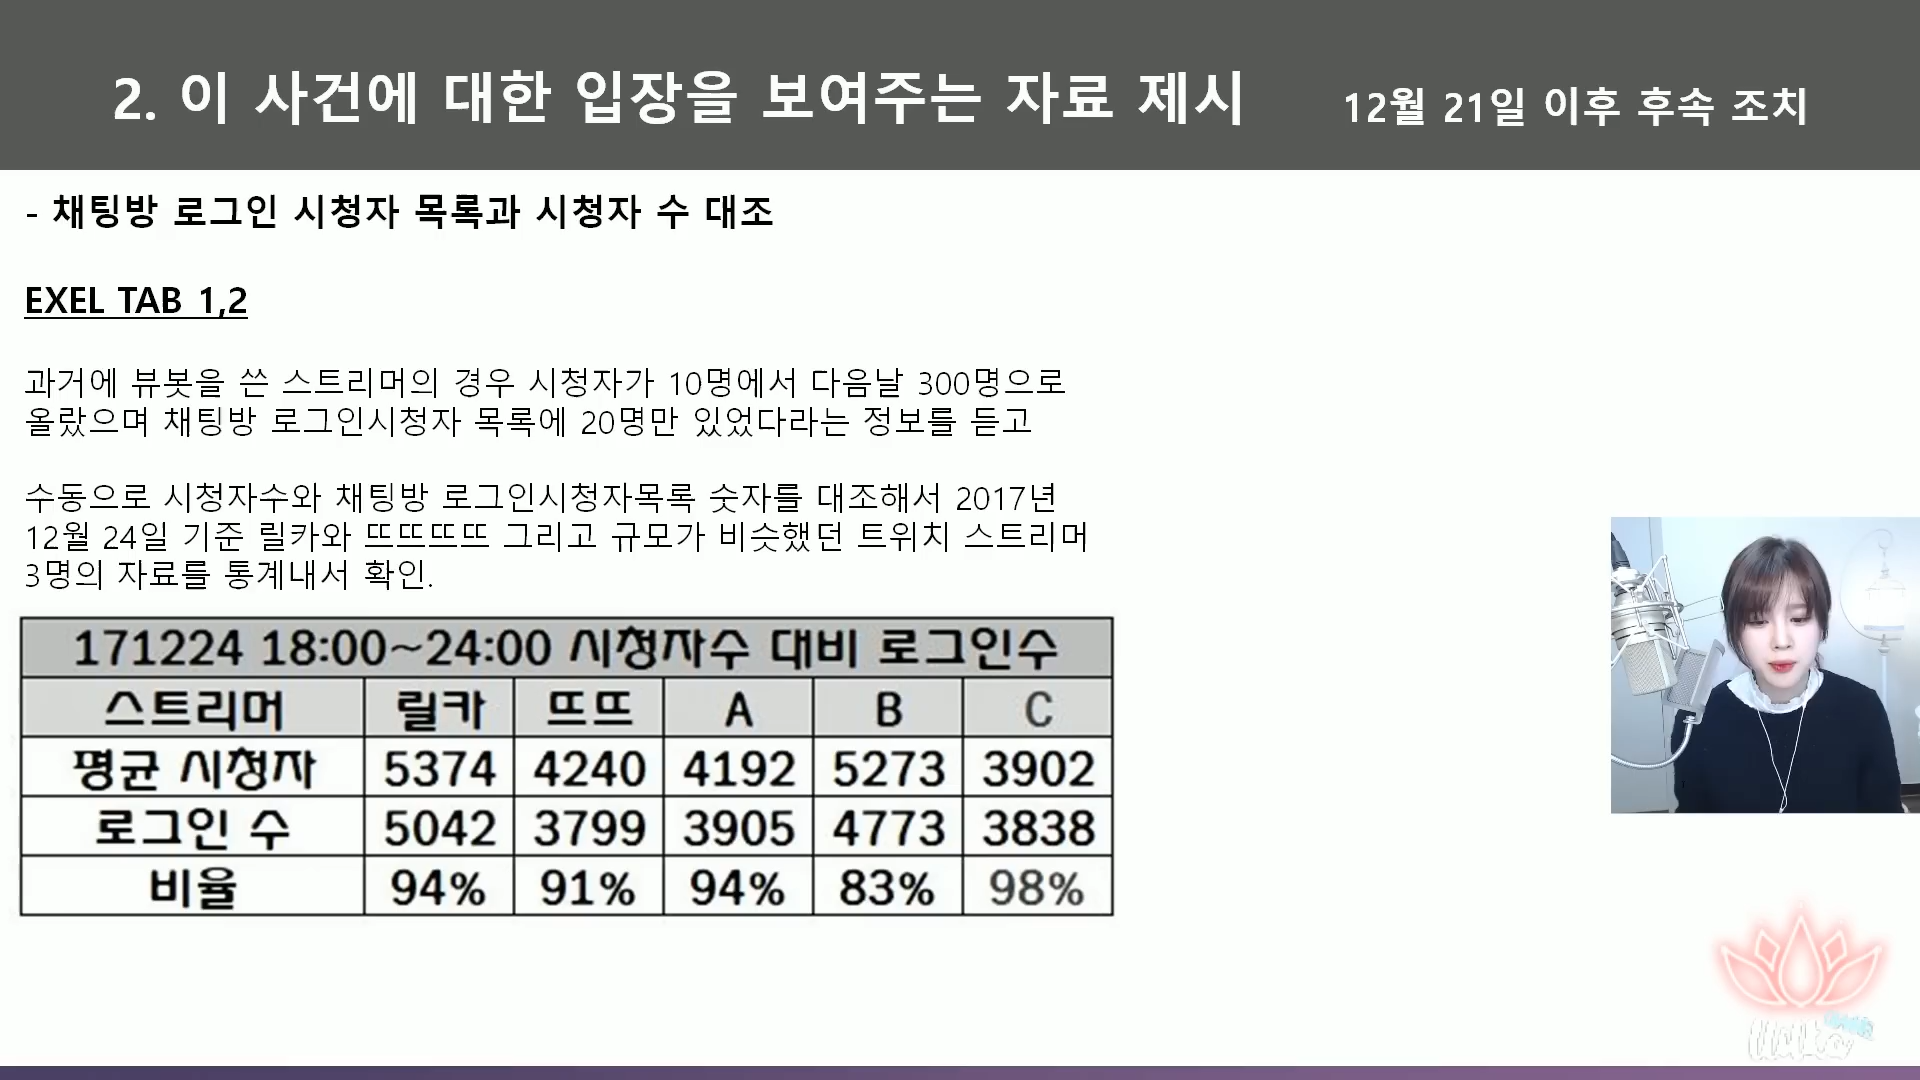 2. 이 사건에 대한 입장을 보여주는 자료 제시
12월 21일 이후 후속 조치
- 채팅방 로그인 시청자 목록과 시청자 수 대조
EXEL TAB 1,2
과거에 뷰봇을 쓴 스트리머의 경우 시청자가 10명에서 다음날 300명으로
올랐으며 채팅방 로그인시청자 목록에 20명만 있었다라는 정보를 듣고
수동으로 시청자수와 채팅방 로그인시청자목록 숫자를 대조해서 2017년
12월 24일 기준 릴카와 뜨뜨뜨뜨 그리고 규모가 비슷했던 트위치 스트리머
3명의 자료를 통계내서 확인.
171224 18:00~24:00 시청자수 대비 로그인수
스트리머 릴카 뜨뜨 A B C
평균 시청자 5374 4240 4192 5273 3902
로그인 수 5042 3799 3905 4773 3838
비율 94% 91% 94% 83% 98%